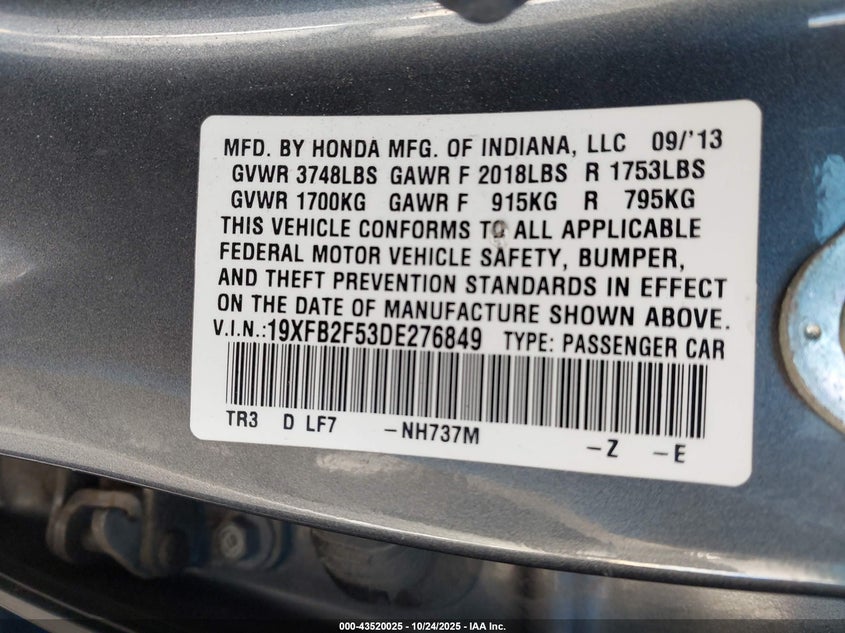 MFD. BY HONDA MFG. OF INDIANA, LLC 09/'13
GVWR 3748LBS GAWR F 2018LBS R 1753LBS
GVWR 1700KG GAWR F 915KG R 795KG
THIS VEHICLE CONFORMS TO ALL APPLICABLE
FEDERAL MOTOR VEHICLE SAFETY, BUMPER,
AND THEFT PREVENTION STANDARDS IN EFFECT
ON THE DATE OF MANUFACTURE SHOWN ABOVE.
V.I.N.:19XFB2F53DE276849 TYPE: PASSENGER CAR
TR3 D LF7 -NH737M -Z -E
000-43520025 - 10/24/2025 - IAA Inc.